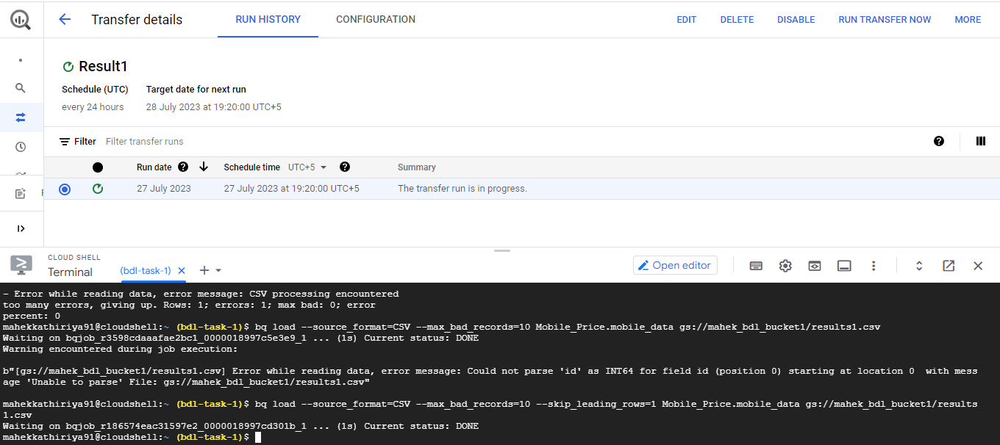 Transfer details
RUN HISTORY
CONFIGURATION
EDIT
DELETE
DISABLE
RUN TRANSFER NOW
MORE
Result1
Schedule (UTC)
Target date for next run
every 24 hours
28 July 2023 at 19:20:00 UTC+5
Filter
Filter transfer runs
Run date
Schedule time
UTC+5
Summary
27 July 2023
27 July 2023 at 19:20:00 UTC+5
The transfer run is in progress.
CLOUD SHELL
Terminal
(bdl-task-1)
Open editor
- Error while reading data, error message: CSV processing encountered
too many errors, giving up. Rows: 1; errors: 1; max bad: 0; error
percent: 0
mahekkathiriya91@cloudshell:~ (bdl-task-1)$ bq load --source_format=CSV --max_bad_records=10 Mobile_Price.mobile_data gs://mahek_bdl_bucket1/results1.csv
Waiting on bqjob_r3598cdaaafae2bc1_0000018997c5e3e9_1 ... (1s) Current status: DONE
Warning encountered during job execution:
b"[gs://mahek_bdl_bucket1/results1.csv] Error while reading data, error message: Could not parse 'id' as INT64 for field id (position 0) starting at location 0  with mess
age 'Unable to parse' File: gs://mahek_bdl_bucket1/results1.csv"
mahekkathiriya91@cloudshell:~ (bdl-task-1)$ bq load --source_format=CSV --max_bad_records=10 --skip_leading_rows=1 Mobile_Price.mobile_data gs://mahek_bdl_bucket1/results
1.csv
Waiting on bqjob_r186574eac31597e2_0000018997cd301b_1 ... (1s) Current status: DONE
mahekkathiriya91@cloudshell:~ (bdl-task-1)$